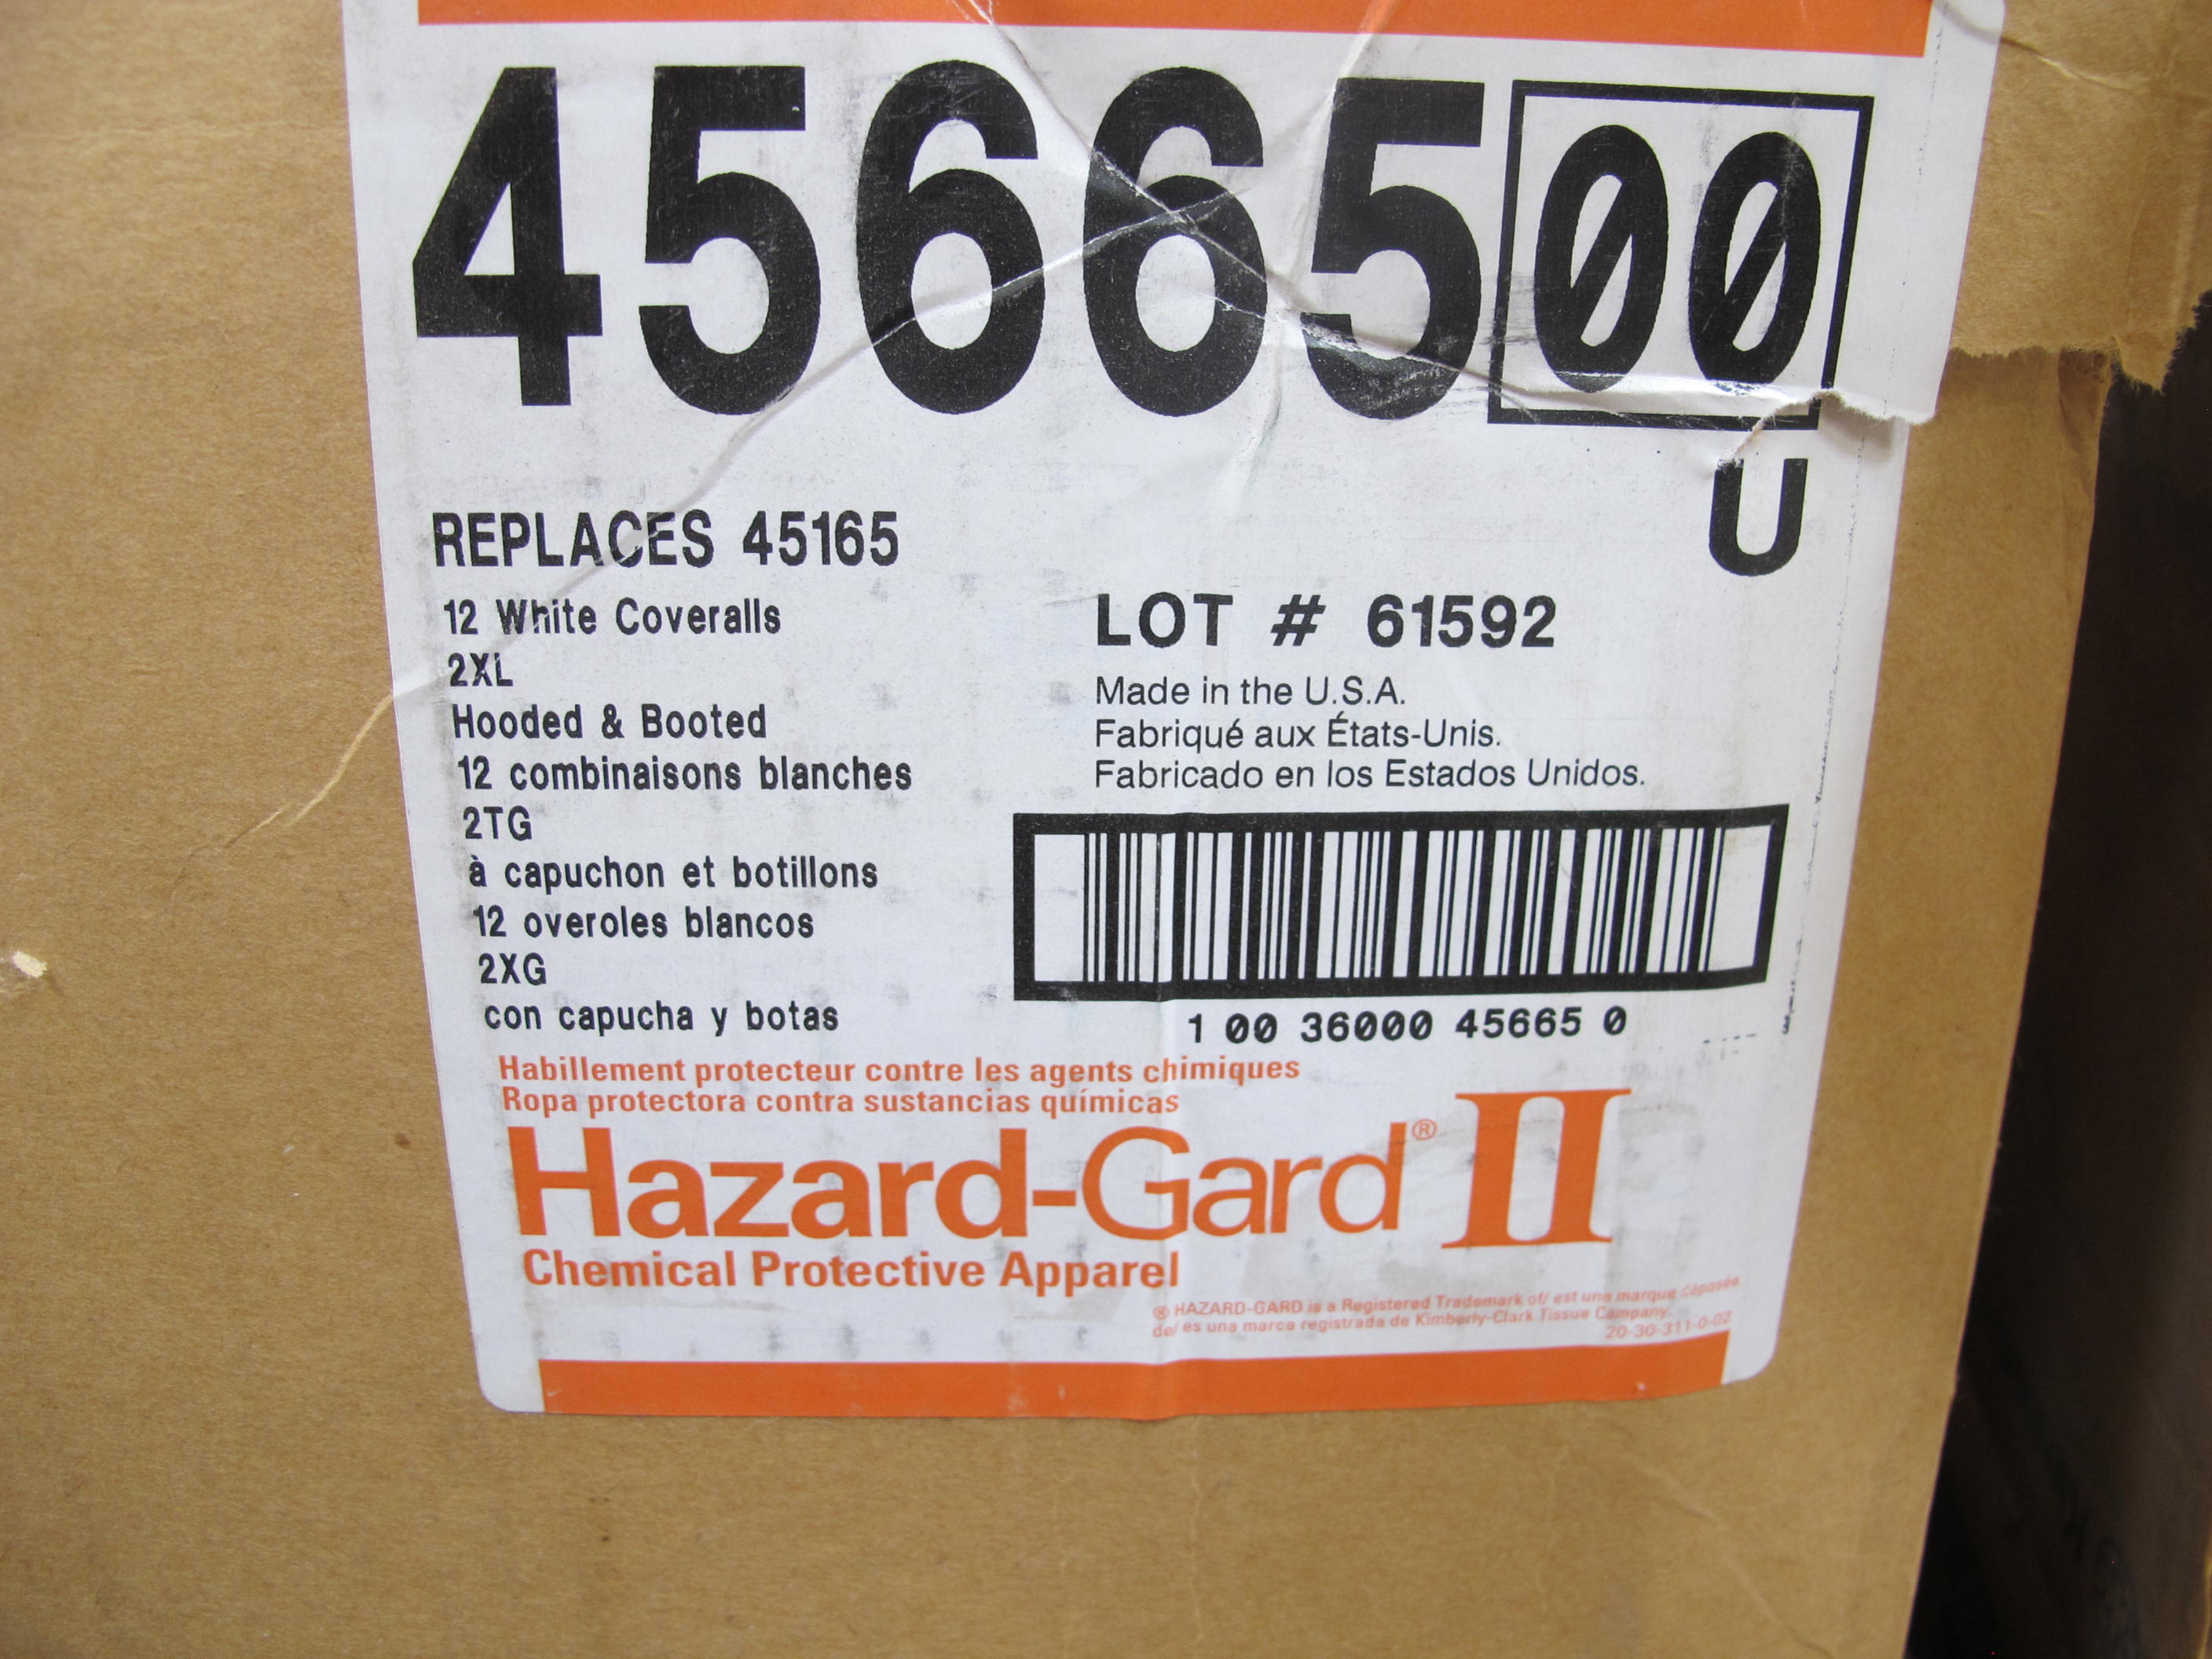 4566500
U
REPLACES 45165
12 White Coveralls
2XL
Hooded & Booted
12 combinaisons blanches
2TG
à capuchon et botillons
12 overoles blancos
2XG
con capucha y botas
LOT # 61592
Made in the U.S.A.
Fabriqué aux États-Unis.
Fabricado en los Estados Unidos.
1 00 36000 45665 0
Habillement protecteur contre les agents chimiques
Ropa protectora contra sustancias químicas
Hazard-Gard® II
Chemical Protective Apparel
® HAZARD-GARD is a Registered Trademark of/ est une marque déposés
de/ es una marca registrada de Kimberly-Clark Tissue Company.
20-30-311-0-02